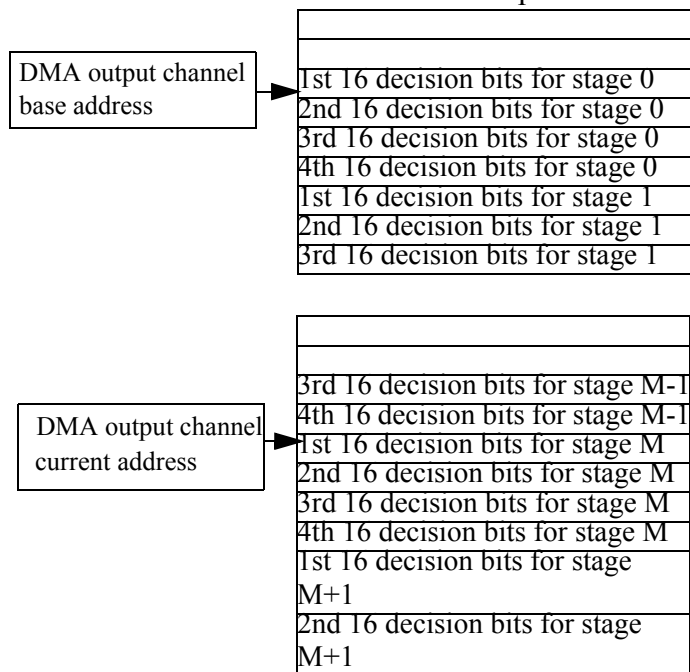 DMA output channel
base address
1st 16 decision bits for stage 0
2nd 16 decision bits for stage 0
3rd 16 decision bits for stage 0
4th 16 decision bits for stage 0
1st 16 decision bits for stage 1
2nd 16 decision bits for stage 1
3rd 16 decision bits for stage 1
3rd 16 decision bits for stage M-1
4th 16 decision bits for stage M-1
DMA output channel
current address
1st 16 decision bits for stage M
2nd 16 decision bits for stage M
3rd 16 decision bits for stage M
4th 16 decision bits for stage M
1st 16 decision bits for stage
M+1
2nd 16 decision bits for stage
M+1